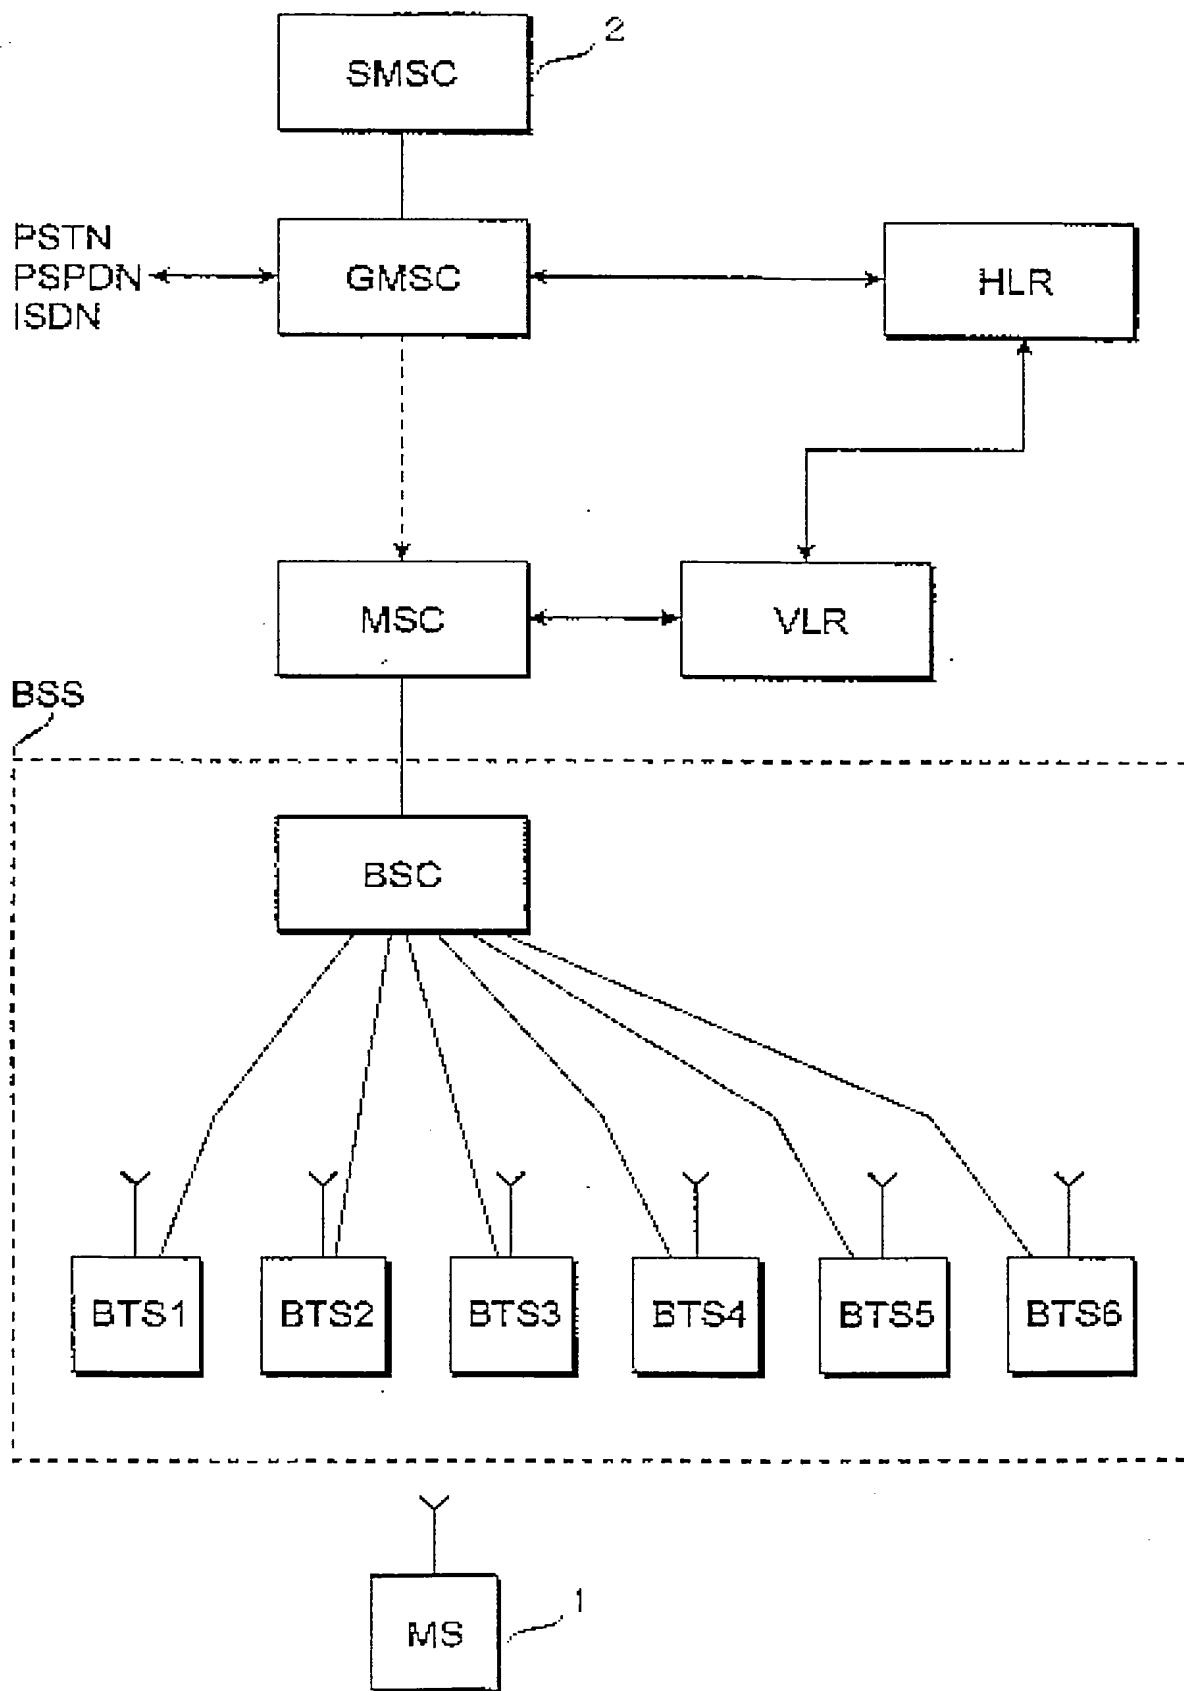 2
SMSC
PSTN
PSPDN
ISDN
GMSC
HLR
MSC
VLR
BSS
BSC
BTS1
BTS2
BTS3
BTS4
BTS5
BTS6
MS
1